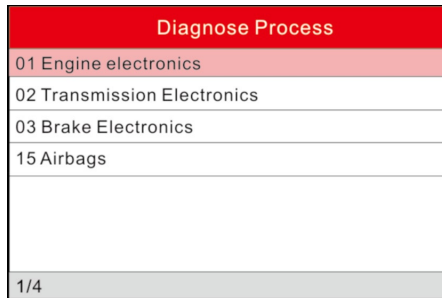 Diagnose Process
01 Engine electronics
02 Transmission Electronics
03 Brake Electronics
15 Airbags
1/4